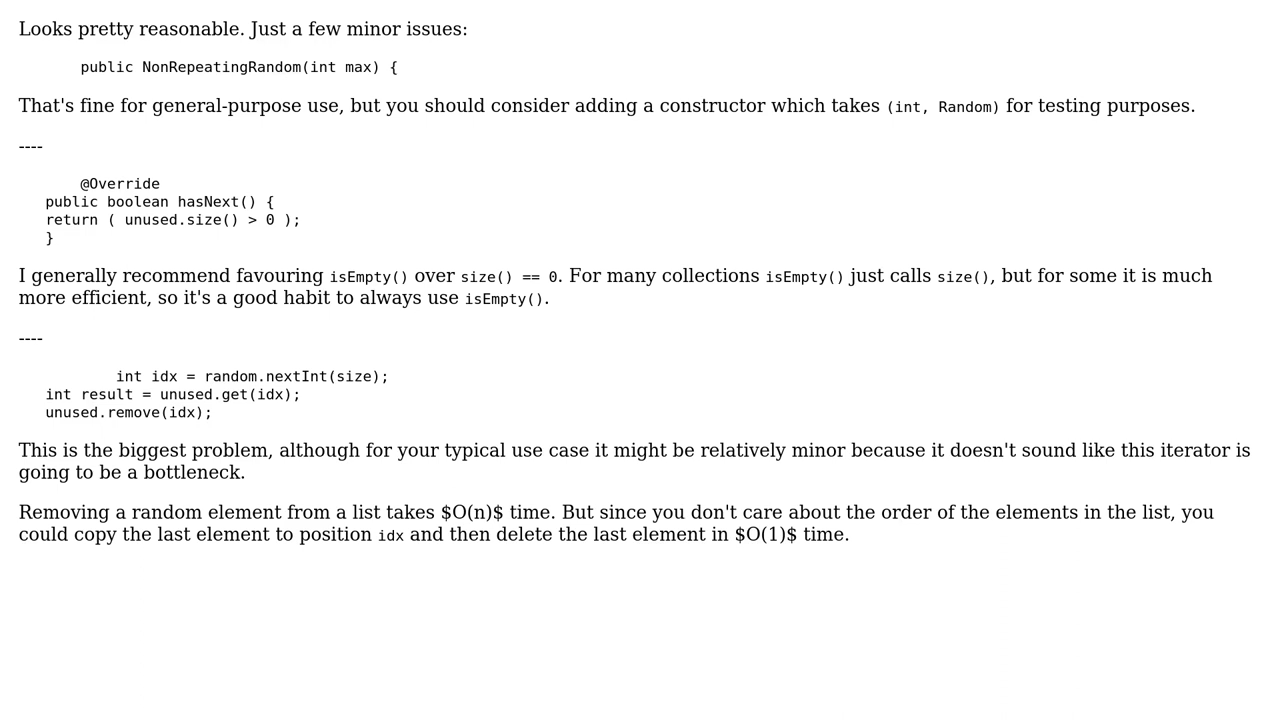 Looks pretty reasonable. Just a few minor issues:
public NonRepeatingRandom(int max) {
That's fine for general-purpose use, but you should consider adding a constructor which takes (int, Random) for testing purposes.
----
@Override
public boolean hasNext() {
return ( unused.size() > 0 );
}
I generally recommend favouring isEmpty() over size() == 0. For many collections isEmpty() just calls size(), but for some it is much
more efficient, so it's a good habit to always use isEmpty().
----
int idx = random.nextInt(size);
int result = unused.get(idx);
unused.remove(idx);
This is the biggest problem, although for your typical use case it might be relatively minor because it doesn't sound like this iterator is
going to be a bottleneck.
Removing a random element from a list takes $O(n)$ time. But since you don't care about the order of the elements in the list, you
could copy the last element to position idx and then delete the last element in $O(1)$ time.